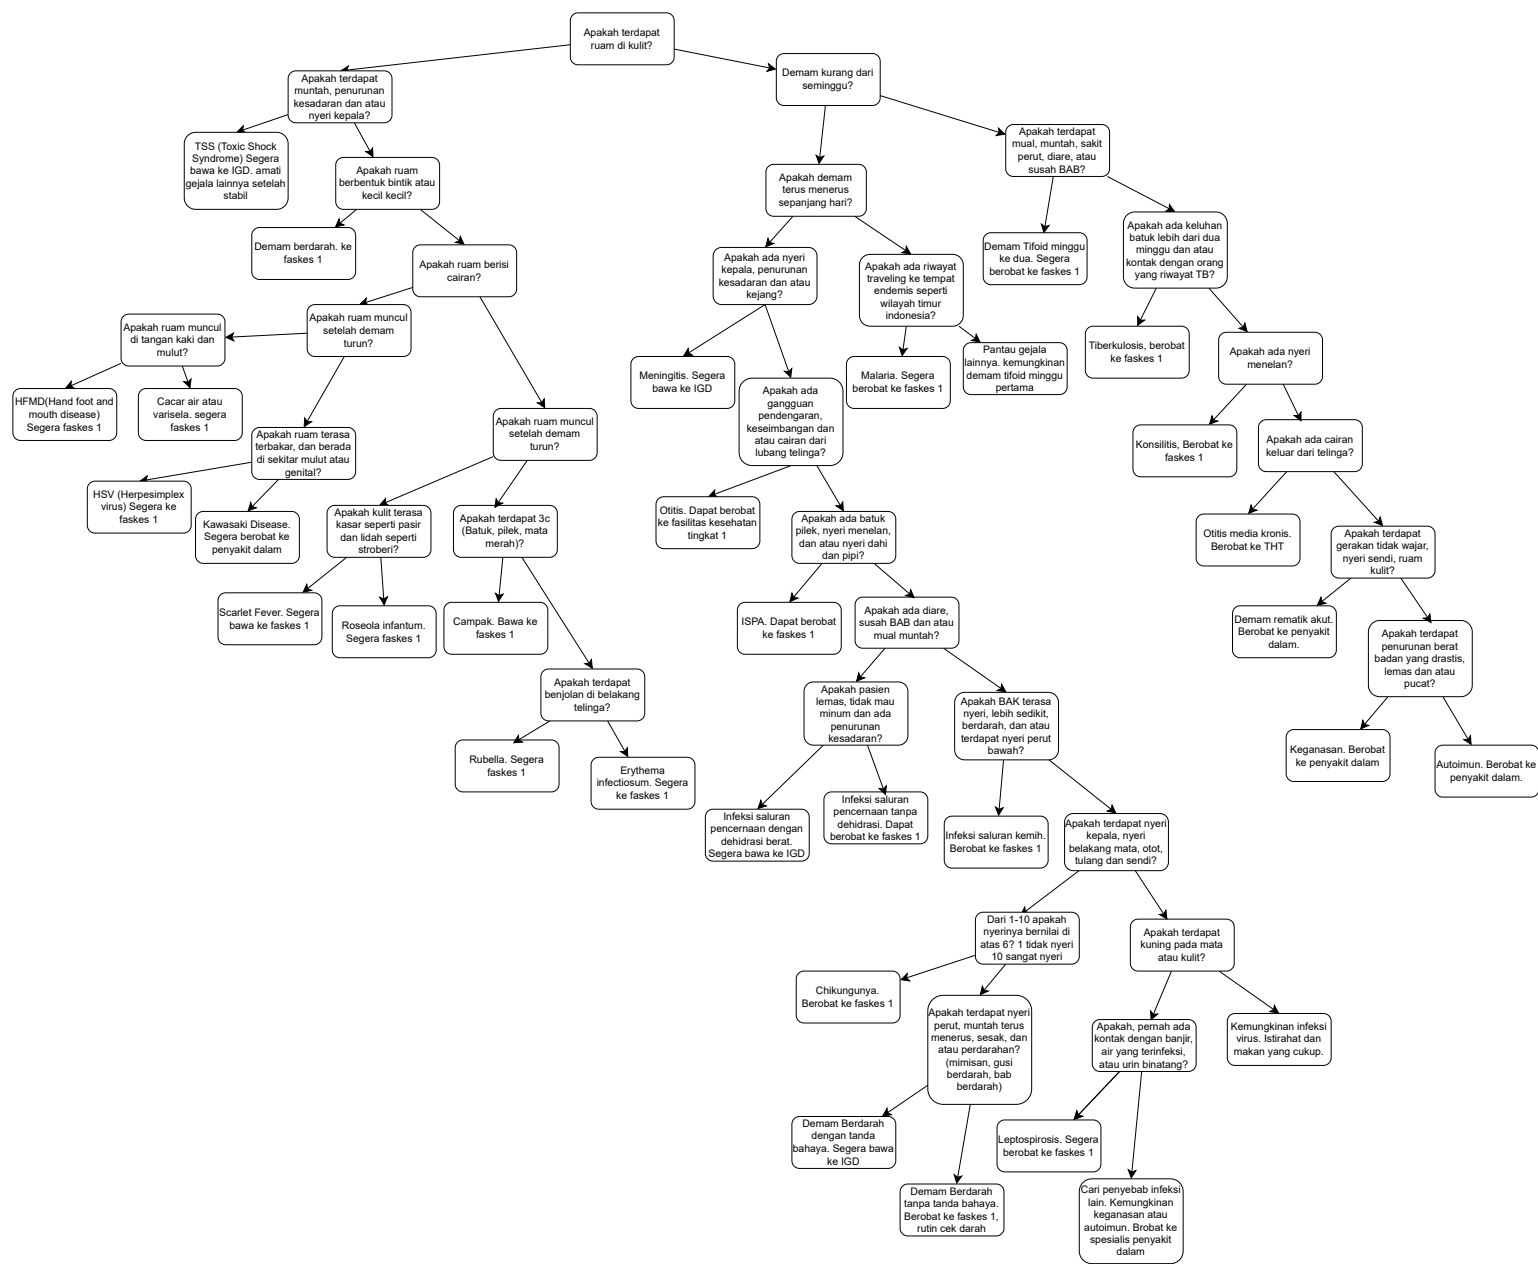 Apakah terdapat
ruam di kulit?
Apakah terdapat
muntah, penurunan
kesadaran dan atau
nyeri kepala?
Demam kurang dari
seminggu?
TSS (Toxic Shock
Syndrome) Segera
bawa ke IGD. amati
gejala lainnya setelah
stabil
Apakah ruam
berbentuk bintik atau
kecil kecil?
Apakah demam
terus menerus
sepanjang hari?
Apakah terdapat
mual, muntah, sakit
perut, diare, atau
susah BAB?
Demam berdarah. ke
faskes 1
Apakah ruam berisi
cairan?
Apakah ada nyeri
kepala, penurunan
kesadaran dan atau
kejang?
Apakah ada riwayat
traveling ke tempat
endemis seperti
wilayah timur
indonesia?
Demam Tifoid minggu
ke dua. Segera
berobat ke faskes 1
Apakah ada keluhan
batuk lebih dari dua
minggu dan atau
kontak dengan orang
yang riwayat TB?
Apakah ruam muncul
di tangan kaki dan
mulut?
Apakah ruam muncul
setelah demam
turun?
Meningitis. Segera
bawa ke IGD
Malaria. Segera
berobat ke faskes 1
Pantau gejala
lainnya. kemungkinan
demam tifoid minggu
pertama
Tiberkulosis, berobat
ke faskes 1
Apakah ada nyeri
menelan?
HFMD(Hand foot and
mouth disease)
Segera faskes 1
Cacar air atau
varisela. segera
faskes 1
Apakah ruam terasa
terbakar, dan berada
di sekitar mulut atau
genital?
Apakah ruam muncul
setelah demam
turun?
Apakah ada
gangguan
pendengaran,
keseimbangan dan
atau cairan dari
lubang telinga?
Konsilitis, Berobat ke
faskes 1
Apakah ada cairan
keluar dari telinga?
HSV (Herpesimplex
virus) Segera ke
faskes 1
Kawasaki Disease.
Segera berobat ke
penyakit dalam
Apakah kulit terasa
kasar seperti pasir
dan lidah seperti
stroberi?
Apakah terdapat 3c
(Batuk, pilek, mata
merah)?
Otitis. Dapat berobat
ke fasilitas kesehatan
tingkat 1
Apakah ada batuk
pilek, nyeri menelan,
dan atau nyeri dahi
dan pipi?
Otitis media kronis.
Berobat ke THT
Apakah terdapat
gerakan tidak wajar,
nyeri sendi, ruam
kulit?
Scarlet Fever. Segera
bawa ke faskes 1
Roseola infantum.
Segera faskes 1
Campak. Bawa ke
faskes 1
ISPA. Dapat berobat
ke faskes 1
Apakah ada diare,
susah BAB dan atau
mual muntah?
Demam rematik akut.
Berobat ke penyakit
dalam.
Apakah terdapat
penurunan berat
badan yang drastis,
lemas dan atau
pucat?
Apakah terdapat
benjolan di belakang
telinga?
Apakah pasien
lemas, tidak mau
minum dan ada
penurunan
kesadaran?
Apakah BAK terasa
nyeri, lebih sedikit,
berdarah, dan atau
terdapat nyeri perut
bawah?
Rubella. Segera
faskes 1
Erythema
infectiosum. Segera
ke faskes 1
Keganasan. Berobat
ke penyakit dalam
Autoimun. Berobat ke
penyakit dalam.
Infeksi saluran
pencernaan dengan
dehidrasi berat.
Segera bawa ke IGD
Infeksi saluran
pencernaan tanpa
dehidrasi. Dapat
berobat ke faskes 1
Infeksi saluran kemih.
Berobat ke faskes 1
Apakah terdapat nyeri
kepala, nyeri
belakang mata, otot,
tulang dan sendi?
Dari 1-10 apakah
nyerinya bernilai di
atas 6? 1 tidak nyeri
10 sangat nyeri
Apakah terdapat
kuning pada mata
atau kulit?
Chikungunya.
Berobat ke faskes 1
Apakah terdapat nyeri
perut, muntah terus
menerus, sesak, dan
atau perdarahan?
(mimisan, gusi
berdarah, bab
berdarah)
Apakah, pernah ada
kontak dengan banjir,
air yang terinfeksi,
atau urin binatang?
Kemungkinan infeksi
virus. Istirahat dan
makan yang cukup.
Demam Berdarah
dengan tanda
bahaya. Segera bawa
ke IGD
Leptospirosis. Segera
berobat ke faskes 1
Demam Berdarah
tanpa tanda bahaya.
Berobat ke faskes 1,
rutin cek darah
Cari penyebab infeksi
lain. Kemungkinan
keganasan atau
autoimun. Brobat ke
spesialis penyakit
dalam